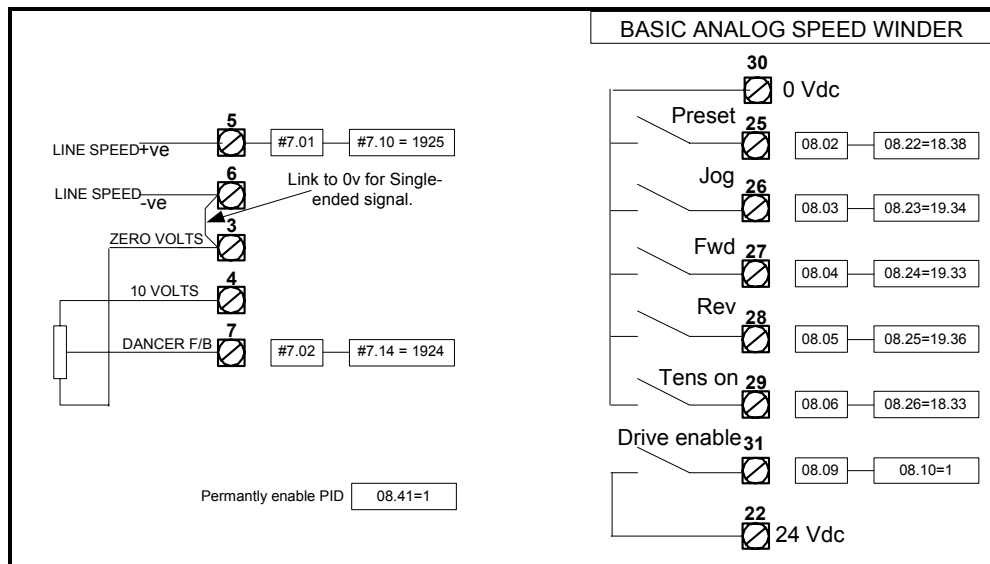 BASIC ANALOG SPEED WINDER
5
LINE SPEED+ve
#7.01
#7.10 = 1925
6
LINE SPEED
-ve
Link to 0v for Single-
ended signal.
3
ZERO VOLTS
4
10 VOLTS
7
DANCER F/B
#7.02
#7.14 = 1924
Permantly enable PID
08.41=1
30
0 Vdc
Preset
25
08.02
08.22=18.38
Jog
26
08.03
08.23=19.34
Fwd
27
08.04
08.24=19.33
Rev
28
08.05
08.25=19.36
Tens on
29
08.06
08.26=18.33
Drive enable
31
08.09
08.10=1
22
24 Vdc